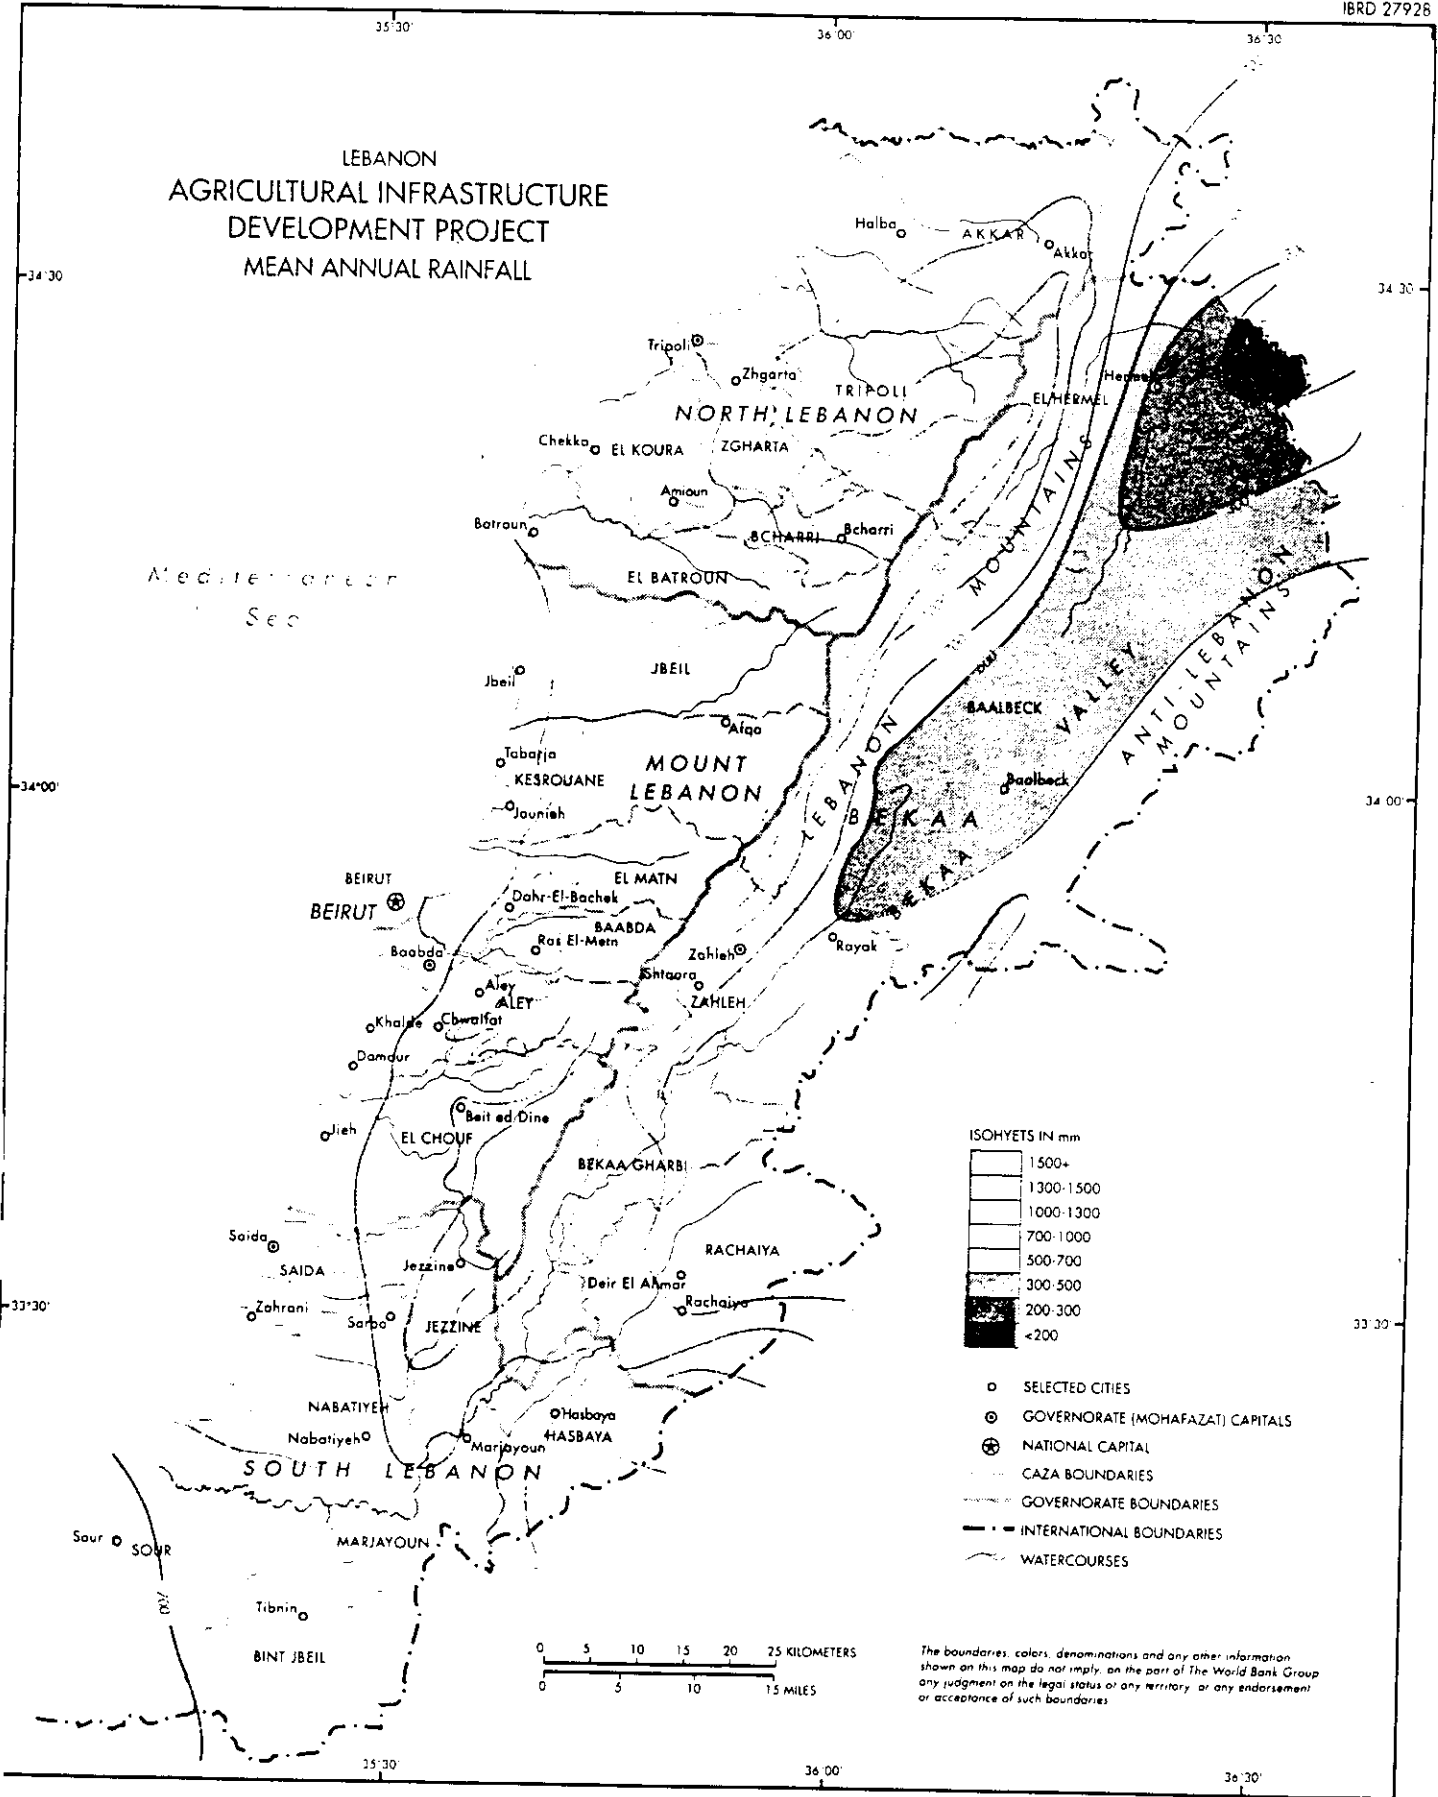 IBRD 27928
35°30'
36°00'
36°30
LEBANON
AGRICULTURAL INFRASTRUCTURE
DEVELOPMENT PROJECT
MEAN ANNUAL RAINFALL
34°30
34 30
Halba
AKKAR
Akkar
Tripoli
Zhgarta
TRIPOLI
Hermel
EL HERMEL
NORTH LEBANON
Chekka
EL KOURA
ZGHARTA
Amioun
Batroun
BCHARRI
Bcharri
EL BATROUN
Mediterranean
Sea
LEBANON MOUNTAINS
ANTI-LEBANON
MOUNTAINS
Jbeil
JBEIL
BAALBECK
BEKAA VALLEY
Afqa
Tabarja
KESROUANE
MOUNT
LEBANON
Baalbeck
34°00'
34 00'
Jounieh
BEKAA
BEIRUT
BEIRUT
EL MATN
Dahr-El-Bachek
BAABDA
Ras El-Metn
Baabda
Zahleh
Rayak
Shtaora
ZAHLEH
Aley
ALEY
Khalde
Chwalfat
Damour
Beit ed Dine
Jieh
EL CHOUF
BEKAA GHARBI
Saida
SAIDA
Jezzine
RACHAIYA
Deir El Ahmar
Rachaiya
33°30'
33 30'
Zahrani
Sarba
JEZZINE
NABATIYEH
Nabatiyeh
Hasbaya
HASBAYA
Marjayoun
SOUTH LEBANON
Sour
SOUR
MARJAYOUN
700
Tibnin
BINT JBEIL
ISOHYETS IN mm
1500+
1300-1500
1000-1300
700-1000
500-700
300-500
200-300
<200
SELECTED CITIES
GOVERNORATE (MOHAFAZAT) CAPITALS
NATIONAL CAPITAL
CAZA BOUNDARIES
GOVERNORATE BOUNDARIES
INTERNATIONAL BOUNDARIES
WATERCOURSES
0 5 10 15 20 25 KILOMETERS
0 5 10 15 MILES
The boundaries, colors, denominations and any other information
shown on this map do not imply, on the part of The World Bank Group
any judgment on the legal status of any territory or any endorsement
or acceptance of such boundaries
35°30'
36°00'
36°30'